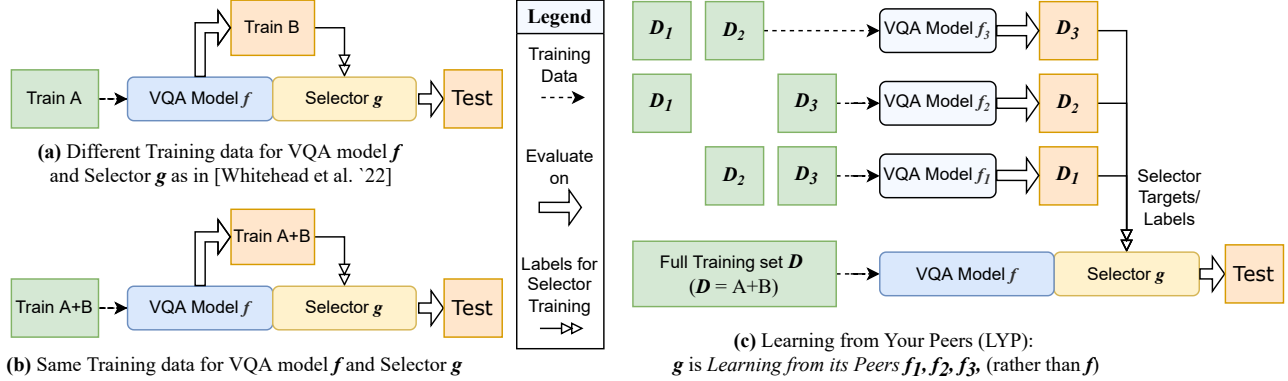 Train B
Train A
VQA Model f
Selector g
Test
(a) Different Training data for VQA model f
and Selector g as in [Whitehead et al. `22]
Train A+B
Train A+B
VQA Model f
Selector g
Test
(b) Same Training data for VQA model f and Selector g
Legend
Training
Data
Evaluate
on
Labels for
Selector
Training
D1 D2 VQA Model f3 D3
D1 D3 VQA Model f2 D2
D2 D3 VQA Model f1 D1
Selector
Targets/
Labels
Full Training set D
(D = A+B)
VQA Model f
Selector g
Test
(c) Learning from Your Peers (LYP):
g is Learning from its Peers f1, f2, f3, (rather than f)